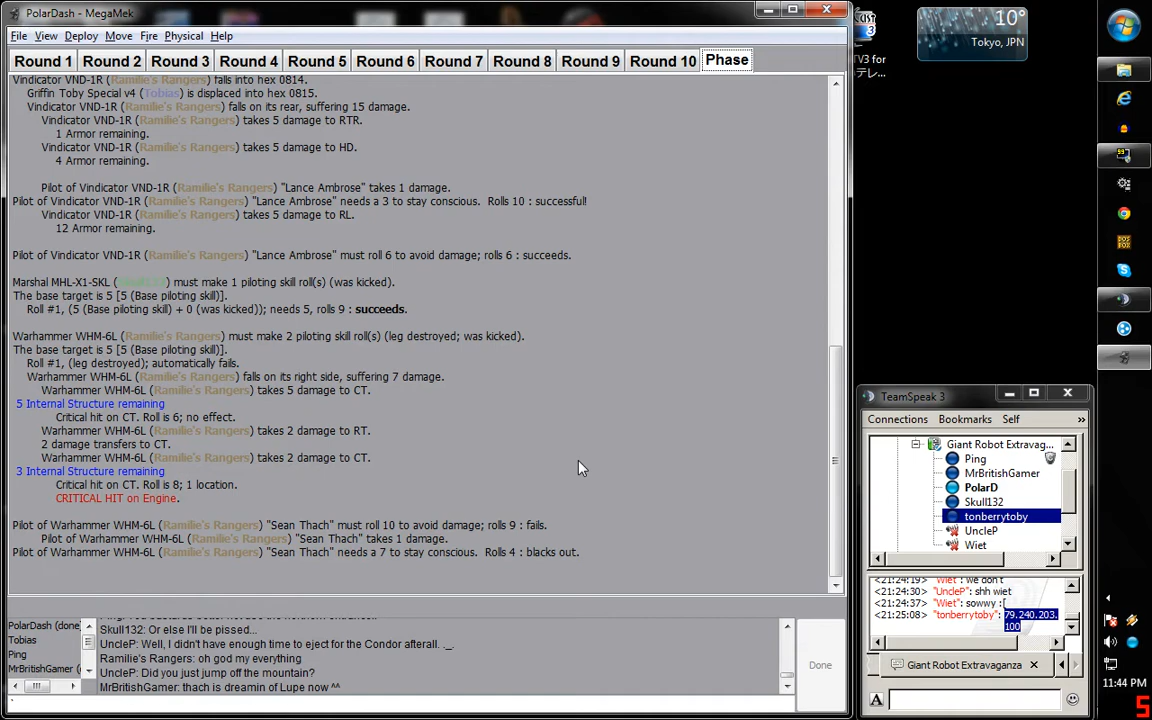 PolarDash - MegaMek
File View Deploy Move Fire Physical Help
Round 1 Round 2 Round 3 Round 4 Round 5 Round 6 Round 7 Round 8 Round 9 Round 10 Phase
Vindicator VND-1R (Ramilie's Rangers) falls into hex 0814.
Griffin Toby Special v4 (Tobias) is displaced into hex 0815.
Vindicator VND-1R (Ramilie's Rangers) falls on its rear, suffering 15 damage.
Vindicator VND-1R (Ramilie's Rangers) takes 5 damage to RTR.
1 Armor remaining.
Vindicator VND-1R (Ramilie's Rangers) takes 5 damage to HD.
4 Armor remaining.
Pilot of Vindicator VND-1R (Ramilie's Rangers) "Lance Ambrose" takes 1 damage.
Pilot of Vindicator VND-1R (Ramilie's Rangers) "Lance Ambrose" needs a 3 to stay conscious. Rolls 10 : successful!
Vindicator VND-1R (Ramilie's Rangers) takes 5 damage to RL.
12 Armor remaining.
Pilot of Vindicator VND-1R (Ramilie's Rangers) "Lance Ambrose" must roll 6 to avoid damage; rolls 6 : succeeds.
Marshal MHL-X1-SKL (Skull132) must make 1 piloting skill roll(s) (was kicked).
The base target is 5 [5 (Base piloting skill)].
Roll #1, (5 (Base piloting skill) + 0 (was kicked)); needs 5, rolls 9 : succeeds.
Warhammer WHM-6L (Ramilie's Rangers) must make 2 piloting skill roll(s) (leg destroyed; was kicked).
The base target is 5 [5 (Base piloting skill)].
Roll #1, (leg destroyed); automatically fails.
Warhammer WHM-6L (Ramilie's Rangers) falls on its right side, suffering 7 damage.
Warhammer WHM-6L (Ramilie's Rangers) takes 5 damage to CT.
5 Internal Structure remaining
Critical hit on CT. Roll is 6; no effect.
Warhammer WHM-6L (Ramilie's Rangers) takes 2 damage to RT.
2 damage transfers to CT.
Warhammer WHM-6L (Ramilie's Rangers) takes 2 damage to CT.
3 Internal Structure remaining
Critical hit on CT. Roll is 8; 1 location.
CRITICAL HIT on Engine.
Pilot of Warhammer WHM-6L (Ramilie's Rangers) "Sean Thach" must roll 10 to avoid damage; rolls 9 : fails.
Pilot of Warhammer WHM-6L (Ramilie's Rangers) "Sean Thach" takes 1 damage.
Pilot of Warhammer WHM-6L (Ramilie's Rangers) "Sean Thach" needs a 7 to stay conscious. Rolls 4 : blacks out.
PolarDash (done)
Tobias
Ping
MrBritishGamer (
Skull132: Or else I'll be pissed...
UncleP: Well, I didn't have enough time to eject for the Condor afterall. ._.
Ramilie's Rangers: oh god my everything
UncleP: Did you just jump off the mountain?
MrBritishGamer: thach is dreamin of Lupe now ^^
Done
TV3 for
テレ...
10°
Tokyo, JPN
TeamSpeak 3
Connections Bookmarks Self »
Giant Robot Extravag...
Ping
MrBritishGamer
PolarD
Skull132
tonberrytoby
UncleP
Wiet
<21:24:19> "Wiet": we don't
<21:24:30> "UncleP": shh wiet
<21:24:37> "Wiet": sowwy :[
<21:25:08> "tonberrytoby": 79.240.203.
100
Giant Robot Extravaganza
11:44 PM
5